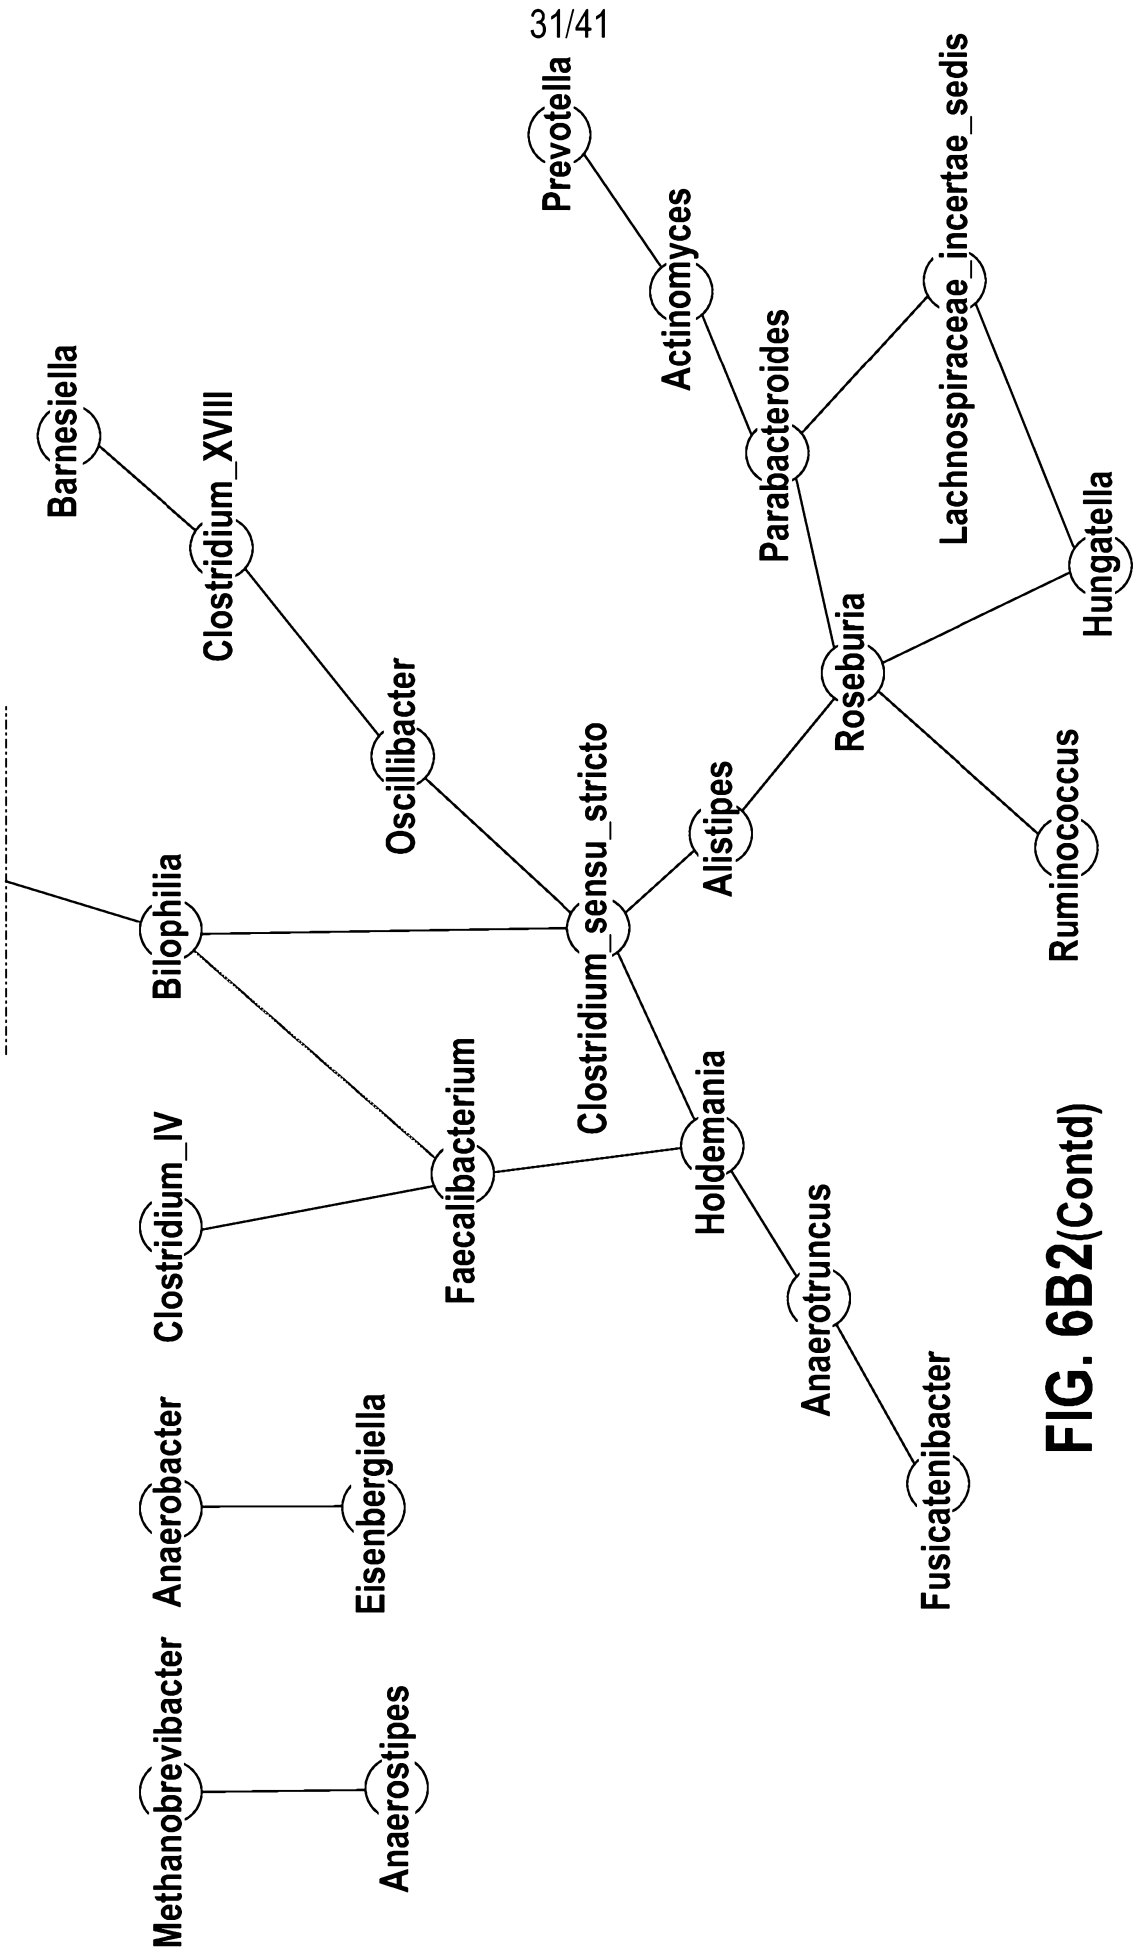 31/41
Methanobrevibacter
Anaerostipes
Anaerobacter
Eisenbergiella
Clostridium_IV
Bilophilia
Barnesiella
Clostridium_XVIII
Oscillibacter
Faecalibacterium
Clostridium_sensu_stricto
Holdemania
Alistipes
Anaerotruncus
Fusicatenibacter
Prevotella
Actinomyces
Parabacteroides
Lachnospiraceae_incertae_sedis
Roseburia
Hungatella
Ruminococcus
FIG. 6B2(Contd)